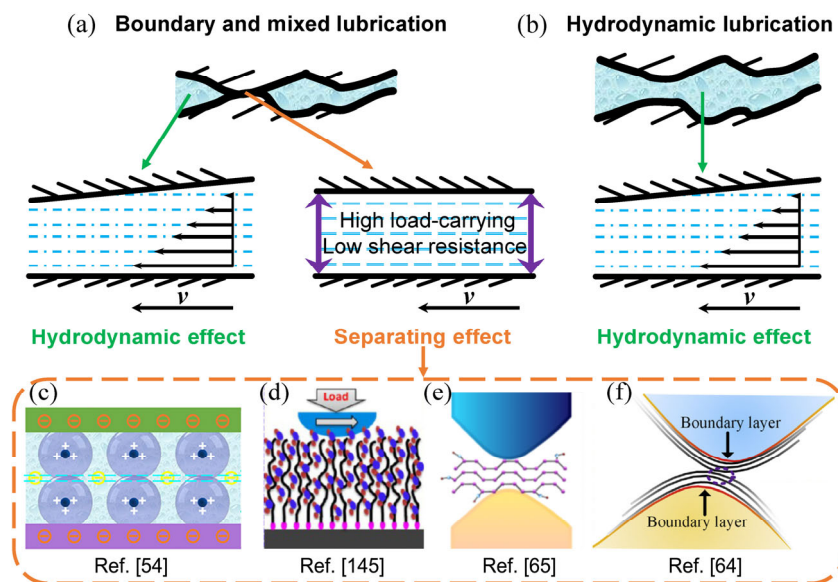 (a) Boundary and mixed lubrication
(b) Hydrodynamic lubrication
High load-carrying
Low shear resistance
v
v
v
Hydrodynamic effect
Separating effect
Hydrodynamic effect
(c)
(d)
(e)
(f)
Load
Boundary layer
Boundary layer
Ref. [54]
Ref. [145]
Ref. [65]
Ref. [64]